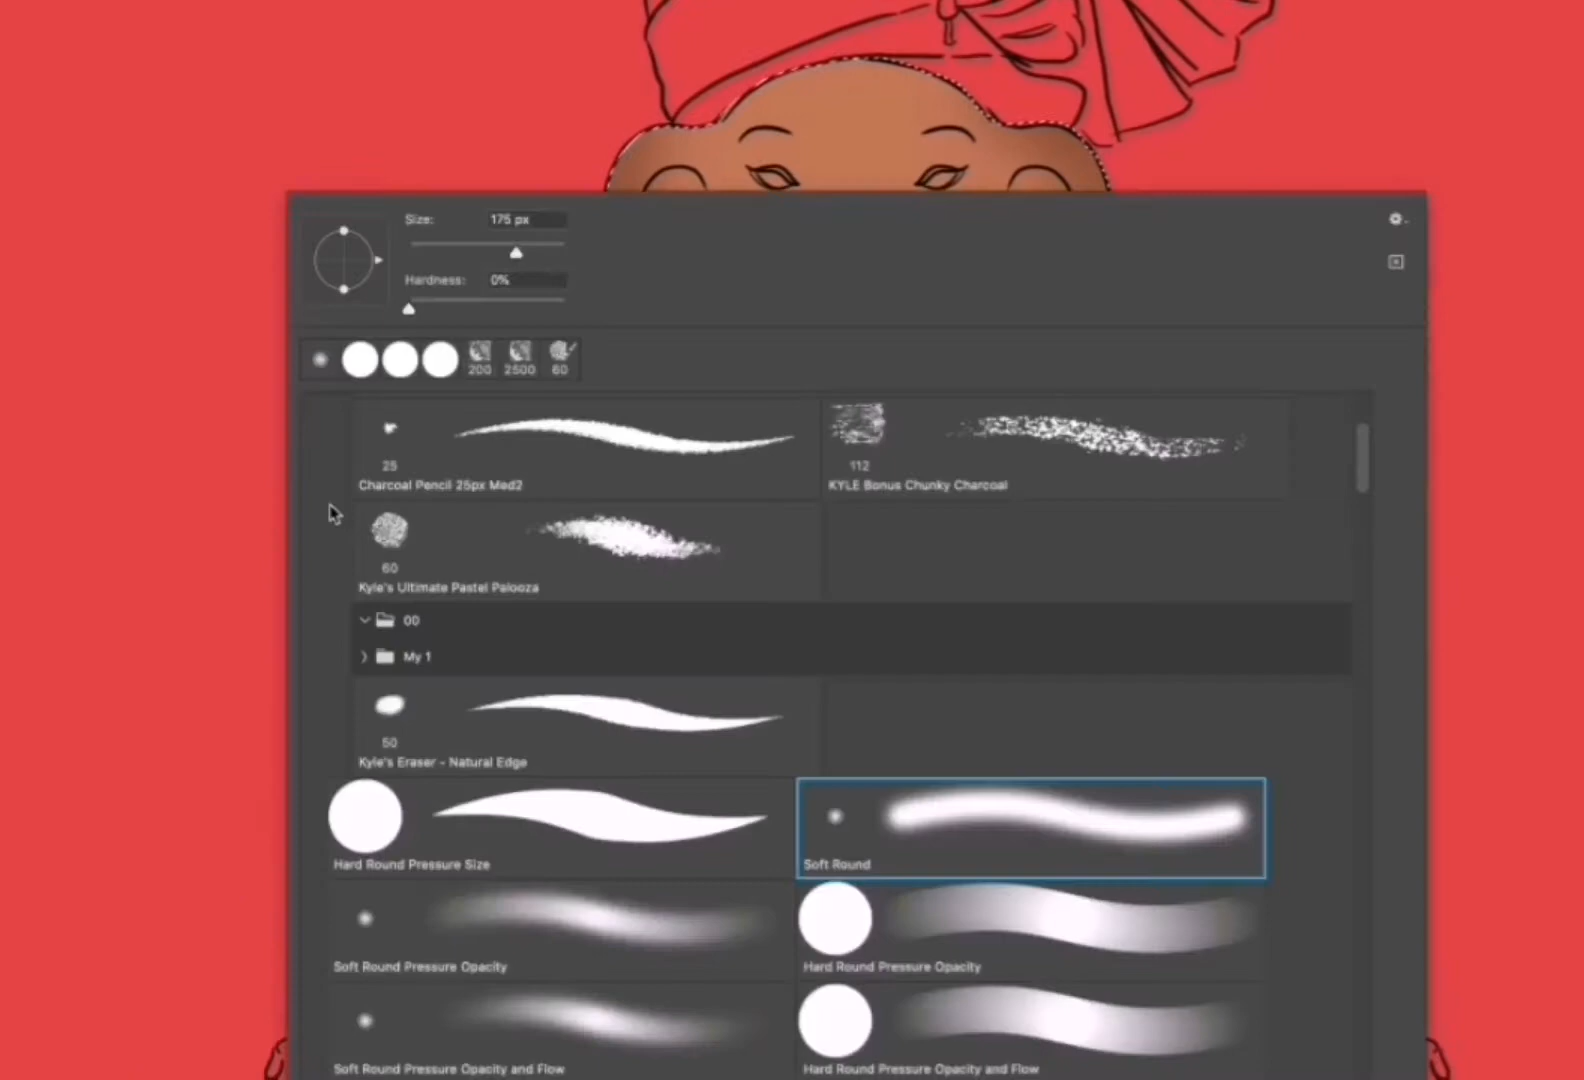 Size: 175 px
Hardness: 0%
200 2500 60
25 112
Charcoal Pencil 25px Med2 KYLE Bonus Chunky Charcoal
60
Kyle's Ultimate Pastel Palooza
00
My 1
50
Kyle's Eraser - Natural Edge
Hard Round Pressure Size Soft Round
Soft Round Pressure Opacity Hard Round Pressure Opacity
Soft Round Pressure Opacity and Flow Hard Round Pressure Opacity and Flow